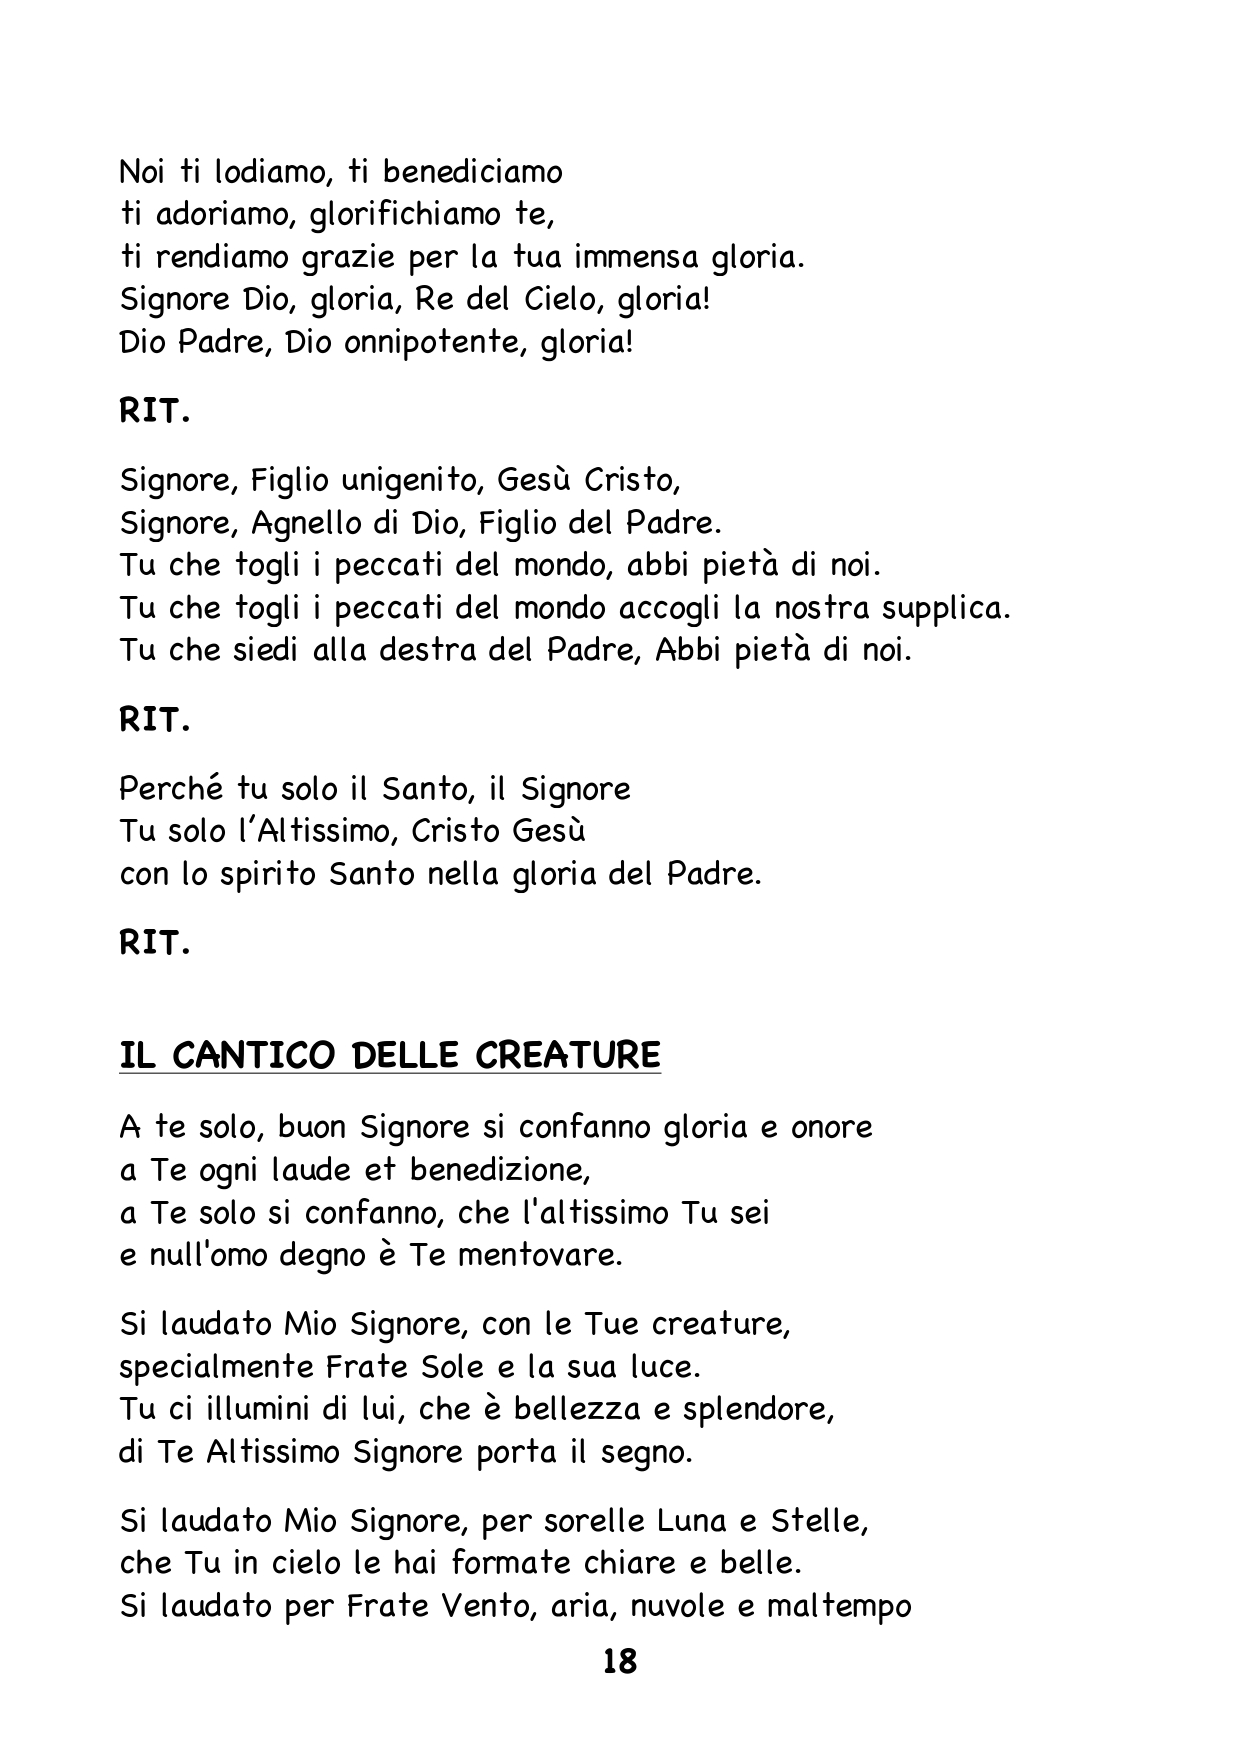 Noi ti lodiamo, ti benediciamo
ti adoriamo, glorifichiamo te,
ti rendiamo grazie per la tua immensa gloria.
Signore Dio, gloria, Re del Cielo, gloria!
Dio Padre, Dio onnipotente, gloria!
RIT.
Signore, Figlio unigenito, Gesù Cristo,
Signore, Agnello di Dio, Figlio del Padre.
Tu che togli i peccati del mondo, abbi pietà di noi.
Tu che togli i peccati del mondo accogli la nostra supplica.
Tu che siedi alla destra del Padre, Abbi pietà di noi.
RIT.
Perché tu solo il Santo, il Signore
Tu solo l’Altissimo, Cristo Gesù
con lo spirito Santo nella gloria del Padre.
RIT.
IL CANTICO DELLE CREATURE
A te solo, buon Signore si confanno gloria e onore
a Te ogni laude et benedizione,
a Te solo si confanno, che l'altissimo Tu sei
e null'omo degno è Te mentovare.
Si laudato Mio Signore, con le Tue creature,
specialmente Frate Sole e la sua luce.
Tu ci illumini di lui, che è bellezza e splendore,
di Te Altissimo Signore porta il segno.
Si laudato Mio Signore, per sorelle Luna e Stelle,
che Tu in cielo le hai formate chiare e belle.
Si laudato per Frate Vento, aria, nuvole e maltempo
18